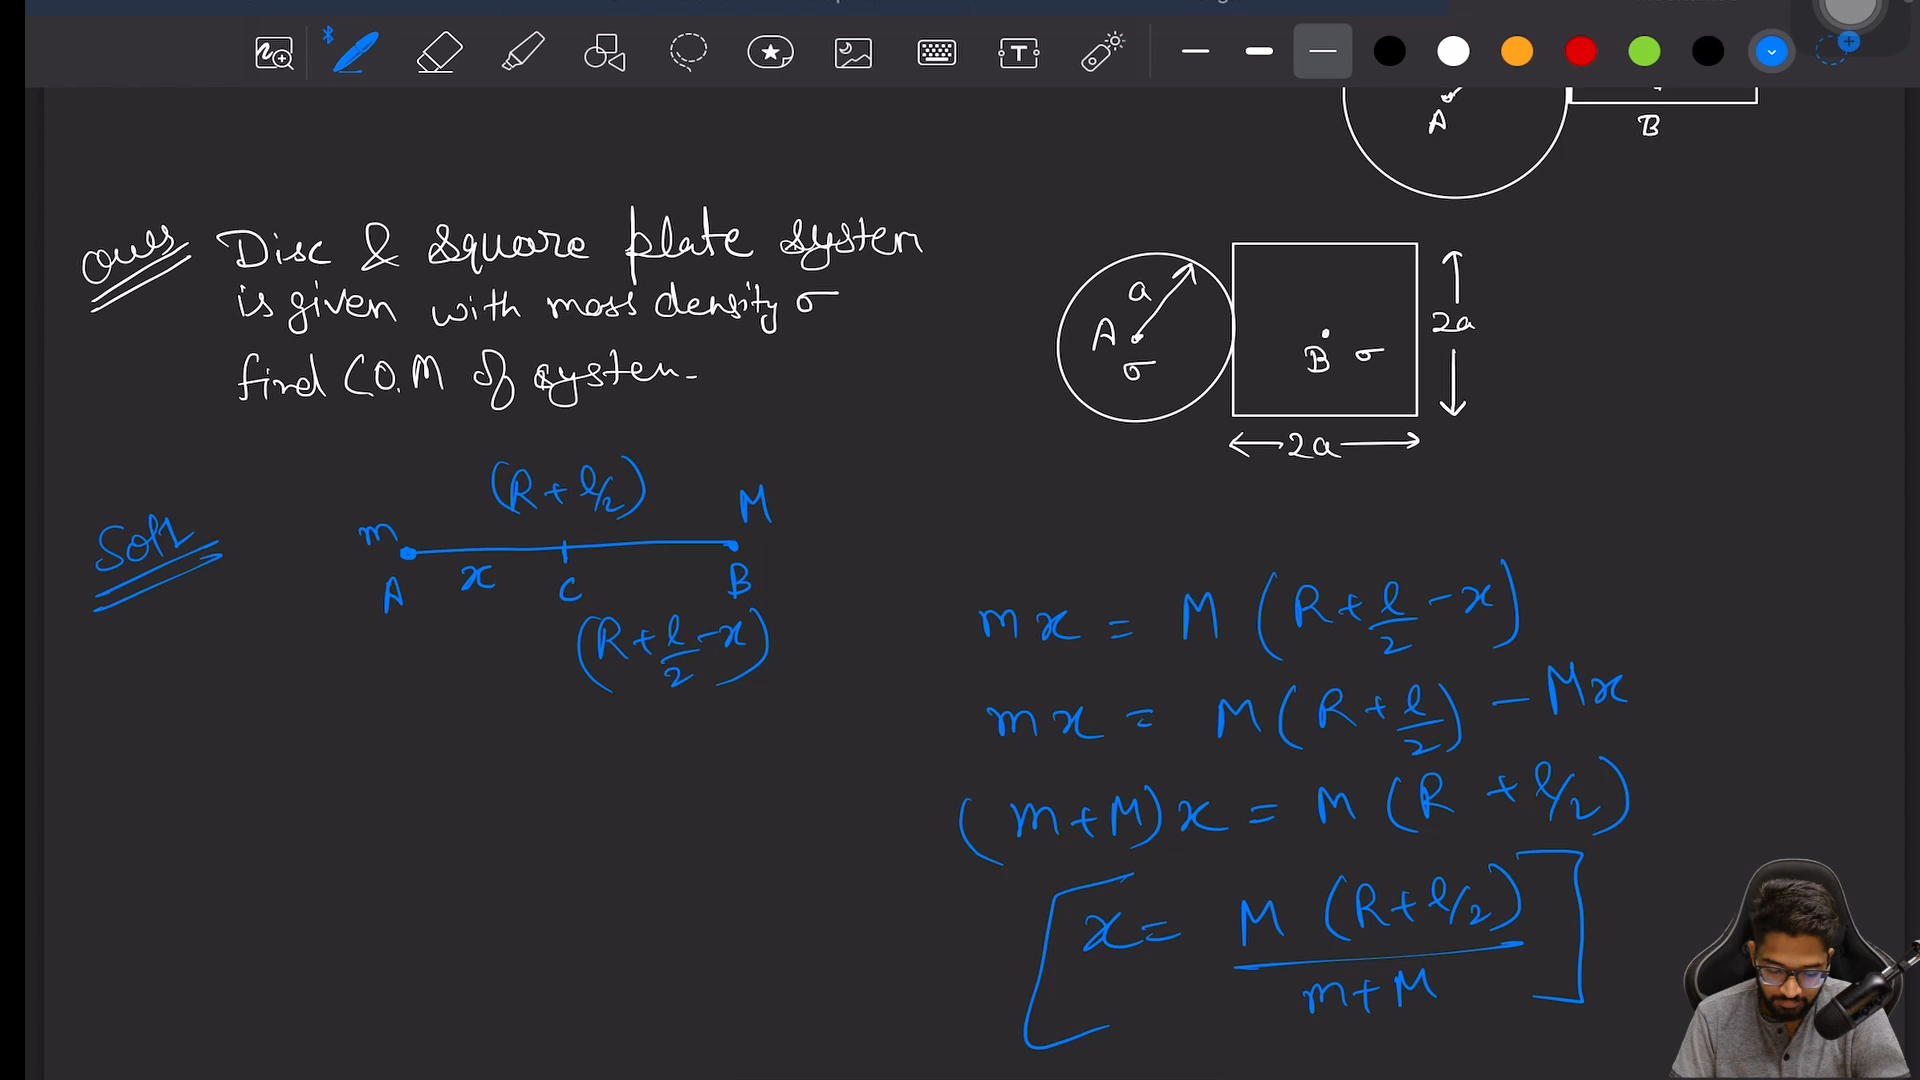 A
B
Ques Disc & square plate system
is given with mass density σ
find C.O.M of system.
a
A
σ
B σ
2a
2a
Soln
(R + l/2)
m M
A x C B
(R + l/2 - x)
mx = M (R + l/2 - x)
mx = M (R + l/2) - Mx
(m+M)x = M (R + l/2)
x = M (R + l/2) / m+M
T